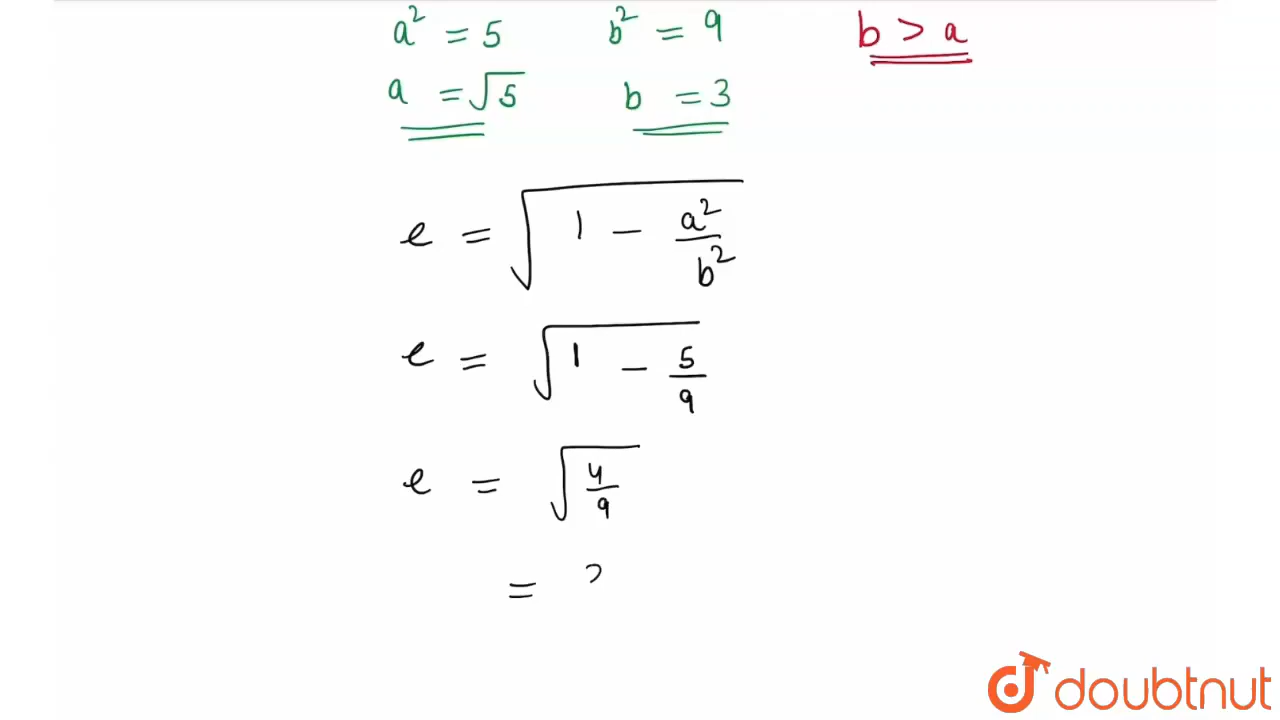 a² = 5 b² = 9 b > a
a = √5 b = 3
e = √(1 - a²/b²)
e = √(1 - 5/9)
e = √(4/9)
=
doubtnut